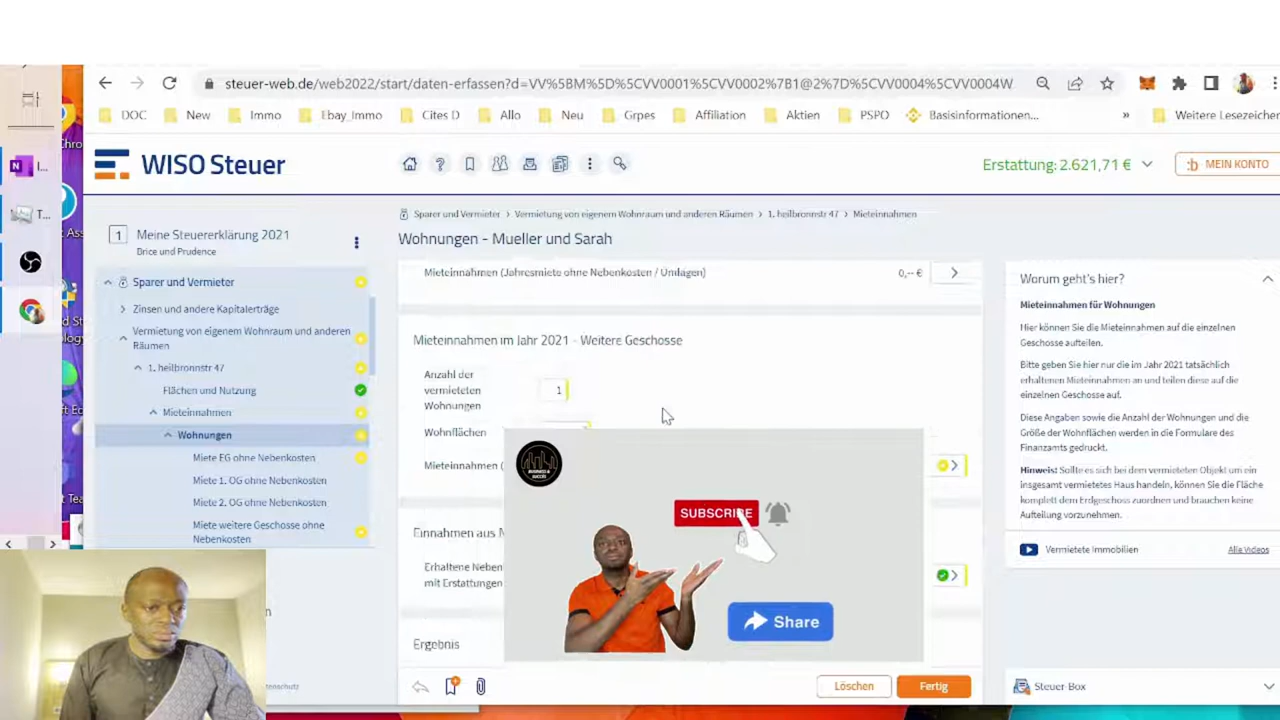 steuer-web.de/web2022/start/daten-erfassen?d=VV%5BM%5D%5CVV0001%5CVV0002%7B1@2%7D%5CVV0004%5CVV0004W
DOC New Immo Ebay_Immo Cites D Allo Neu Grpes Affiliation Aktien PSPO Basisinformationen... » Weitere Lesezeichen
WISO Steuer
Erstattung: 2.621,71 €
:b MEIN KONTO
Sparer und Vermieter > Vermietung von eigenem Wohnraum und anderen Räumen > 1. heilbronnstr 47 > Mieteinnahmen
Wohnungen - Mueller und Sarah
1 Meine Steuererklärung 2021
Brice und Prudence
Sparer und Vermieter
Zinsen und andere Kapitalerträge
Vermietung von eigenem Wohnraum und anderen
Räumen
1. heilbronnstr 47
Flächen und Nutzung
Mieteinnahmen
Wohnungen
Miete EG ohne Nebenkosten
Miete 1. OG ohne Nebenkosten
Miete 2. OG ohne Nebenkosten
Miete weitere Geschosse ohne
Nebenkosten
Mieteinnahmen (Jahresmiete ohne Nebenkosten / Umlagen) 0,-- €
Mieteinnahmen im Jahr 2021 - Weitere Geschosse
Anzahl der
vermieteten
Wohnungen
1
Wohnflächen
Mieteinnahmen (
Einnahmen aus
Erhaltene Neben
mit Erstattungen
Ergebnis
Löschen
Fertig
BUSINESS &
SUCCÈS
SUBSCRIBE
Share
Warum geht's hier?
Mieteinnahmen für Wohnungen
Hier können Sie die Mieteinnahmen auf die einzelnen
Geschosse aufteilen.
Bitte geben Sie hier nur die im Jahr 2021 tatsächlich
erhaltenen Mieteinnahmen an und teilen diese auf die
einzelnen Geschosse auf.
Diese Angaben sowie die Anzahl der Wohnungen und die
Größe der Wohnflächen werden in die Formulare des
Finanzamts gedruckt.
Hinweis: Sollte es sich bei dem vermieteten Objekt um ein
insgesamt vermietetes Haus handeln, können Sie die Fläche
komplett dem Erdgeschoss zuordnen und brauchen keine
Aufteilung vorzunehmen.
Vermietete Immobilien
Alle Videos
Steuer-Box